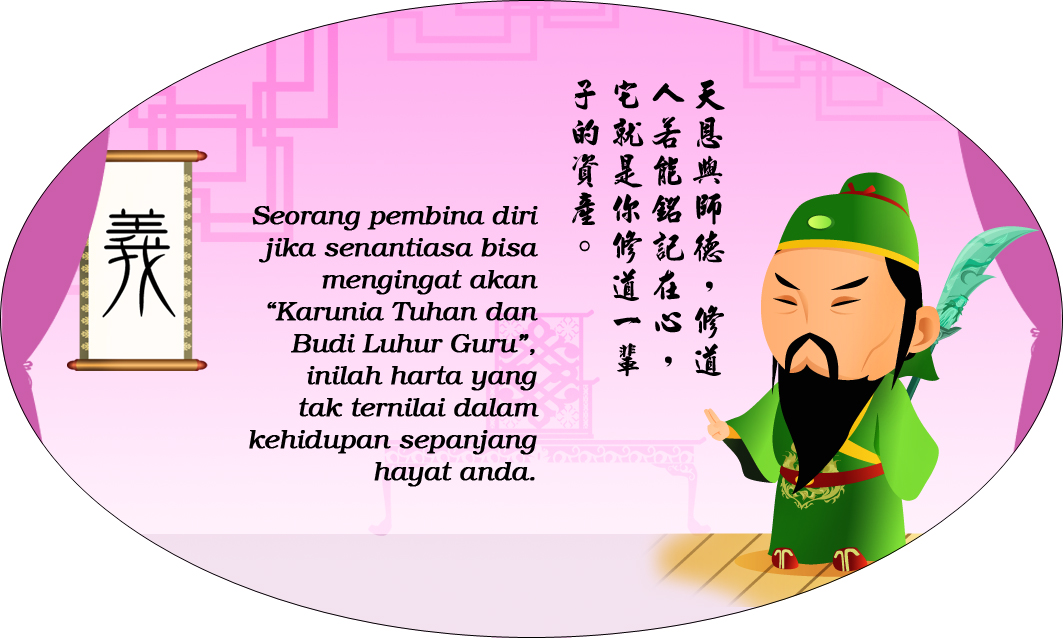 義
Seorang pembina diri
jika senantiasa bisa
mengingat akan
“Karunia Tuhan dan
Budi Luhur Guru”,
inilah harta yang
tak ternilai dalam
kehidupan sepanjang
hayat anda.
天恩與師德，修道
人若能銘記在心，
它就是你修道一輩
子的資產。